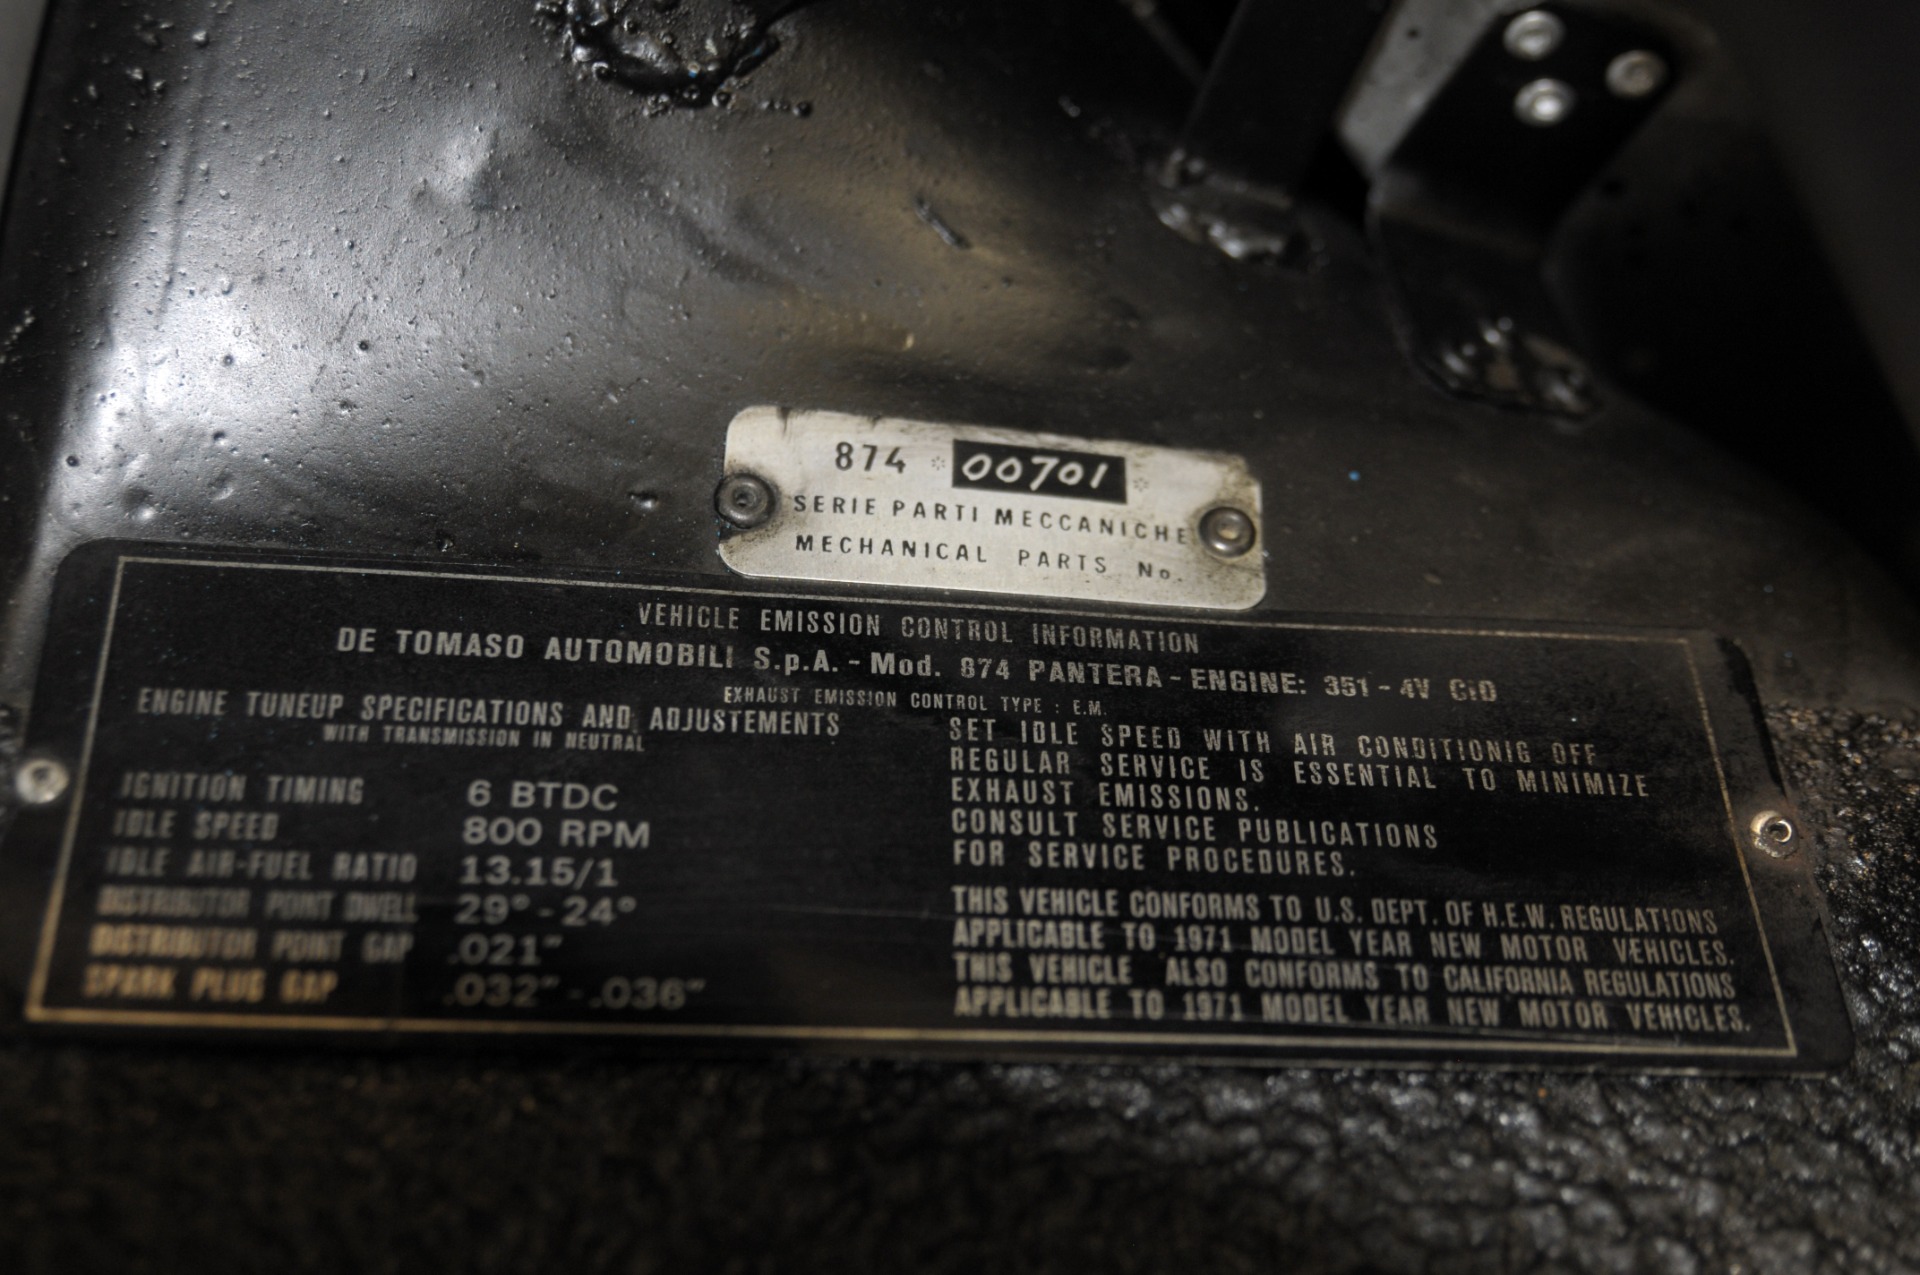 874 * 00701 *
SERIE PARTI MECCANICHE
MECHANICAL PARTS No.
VEHICLE EMISSION CONTROL INFORMATION
DE TOMASO AUTOMOBILI S.p.A. - Mod. 874 PANTERA - ENGINE: 351 - 4V CID
EXHAUST EMISSION CONTROL TYPE : E.M.
ENGINE TUNEUP SPECIFICATIONS AND ADJUSTEMENTS
WITH TRANSMISSION IN NEUTRAL
IGNITION TIMING 6 BTDC
IDLE SPEED 800 RPM
IDLE AIR-FUEL RATIO 13.15/1
DISTRIBUTOR POINT DWELL 29° - 24°
DISTRIBUTOR POINT GAP .021"
SPARK PLUG GAP .032" - .036"
SET IDLE SPEED WITH AIR CONDITIONIG OFF
REGULAR SERVICE IS ESSENTIAL TO MINIMIZE
EXHAUST EMISSIONS.
CONSULT SERVICE PUBLICATIONS
FOR SERVICE PROCEDURES.
THIS VEHICLE CONFORMS TO U.S. DEPT. OF H.E.W. REGULATIONS
APPLICABLE TO 1971 MODEL YEAR NEW MOTOR VEHICLES.
THIS VEHICLE ALSO CONFORMS TO CALIFORNIA REGULATIONS
APPLICABLE TO 1971 MODEL YEAR NEW MOTOR VEHICLES.